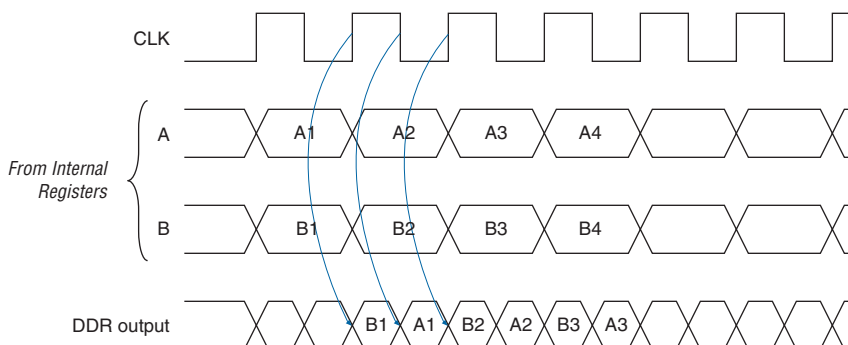 CLK
A
A1 A2 A3 A4
From Internal
Registers
B
B1 B2 B3 B4
DDR output
B1 A1 B2 A2 B3 A3